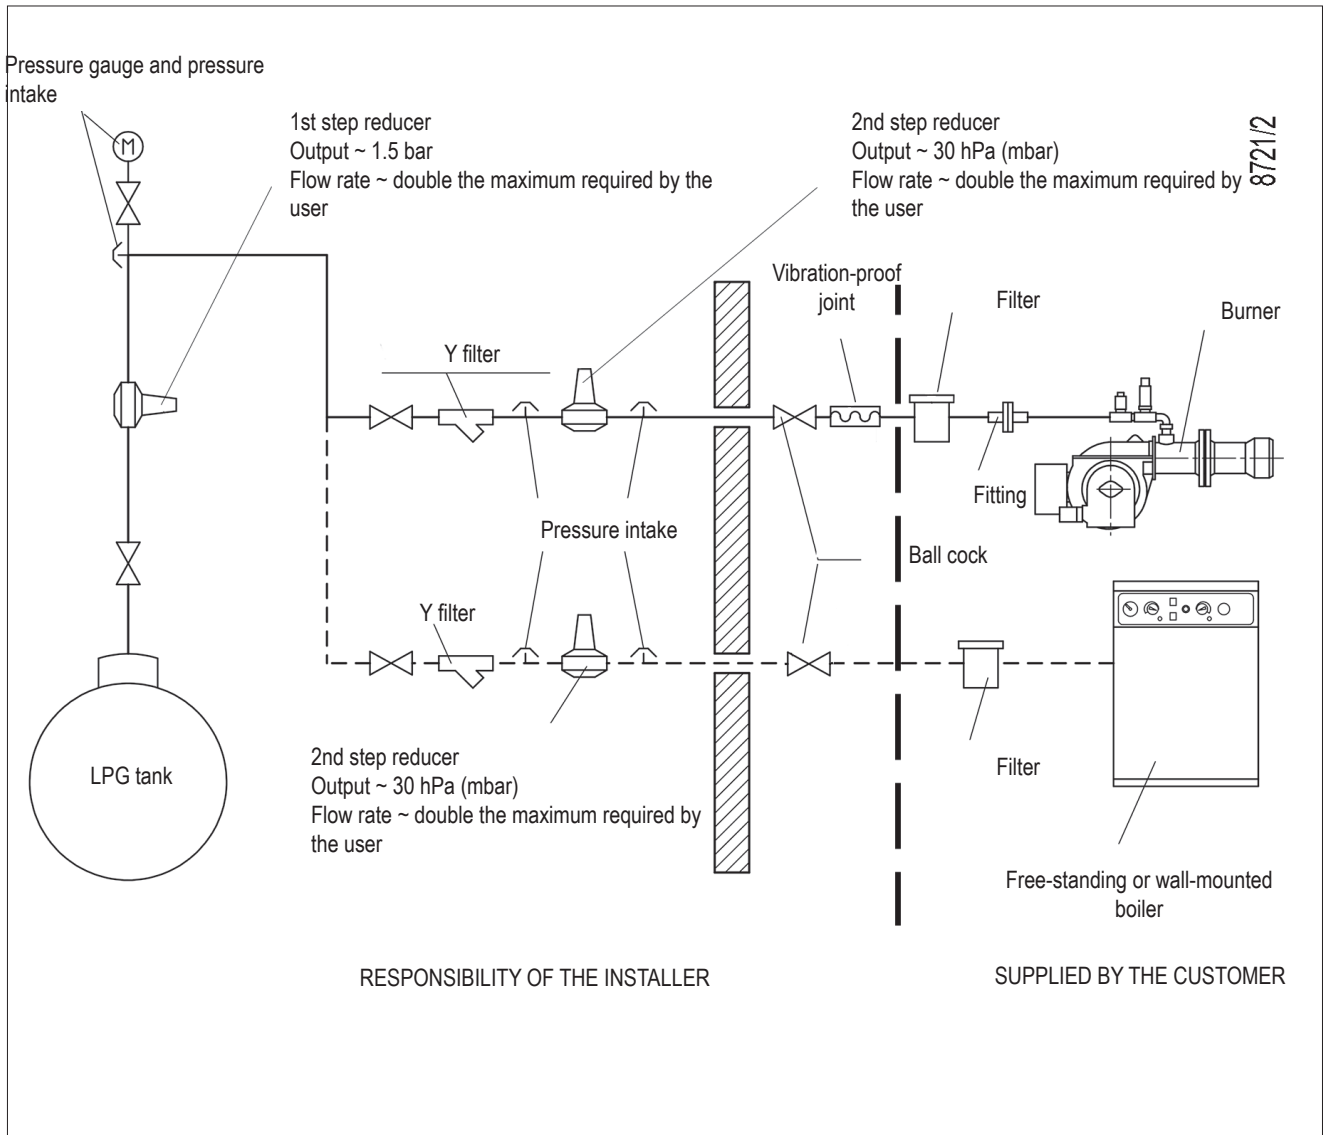 Pressure gauge and pressure
intake
M
1st step reducer
Output ~ 1.5 bar
Flow rate ~ double the maximum required by the
user
2nd step reducer
Output ~ 30 hPa (mbar)
Flow rate ~ double the maximum required by
the user
8721/2
Vibration-proof
joint
Filter
Burner
Y filter
Fitting
Pressure intake
Ball cock
Y filter
LPG tank
2nd step reducer
Output ~ 30 hPa (mbar)
Flow rate ~ double the maximum required by
the user
Filter
Free-standing or wall-mounted
boiler
RESPONSIBILITY OF THE INSTALLER
SUPPLIED BY THE CUSTOMER